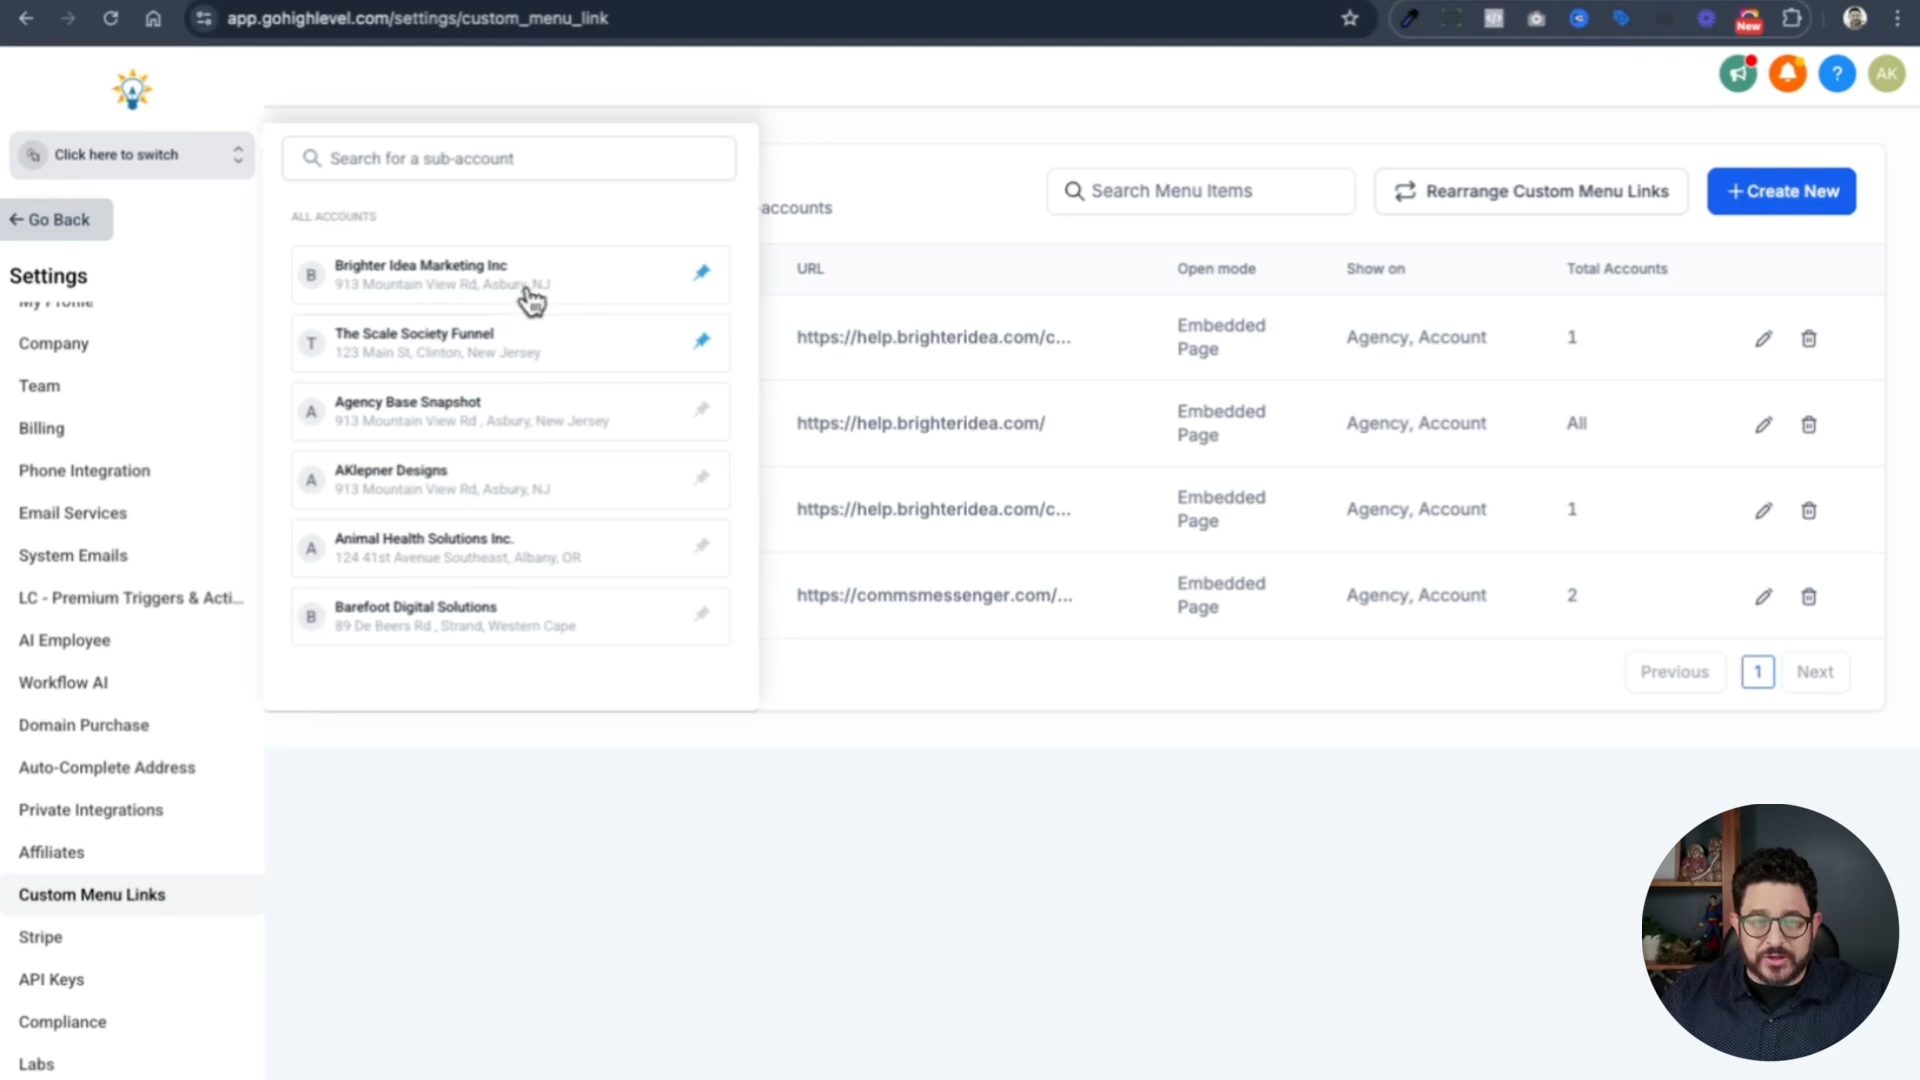 app.gohighlevel.com/settings/custom_menu_link
New
?
AK
Click here to switch
Go Back
Settings
My Profile
Company
Team
Billing
Phone Integration
Email Services
System Emails
LC - Premium Triggers & Acti...
AI Employee
Workflow AI
Domain Purchase
Auto-Complete Address
Private Integrations
Affiliates
Custom Menu Links
Stripe
API Keys
Compliance
Labs
Search for a sub-account
ALL ACCOUNTS
B
Brighter Idea Marketing Inc
913 Mountain View Rd, Asbury, NJ
T
The Scale Society Funnel
123 Main St, Clinton, New Jersey
A
Agency Base Snapshot
913 Mountain View Rd , Asbury, New Jersey
A
AKlepner Designs
913 Mountain View Rd, Asbury, NJ
A
Animal Health Solutions Inc.
124 41st Avenue Southeast, Albany, OR
B
Barefoot Digital Solutions
89 De Beers Rd , Strand, Western Cape
-accounts
Search Menu Items
Rearrange Custom Menu Links
+ Create New
URL Open mode Show on Total Accounts
https://help.brighteridea.com/c... Embedded Page Agency, Account 1
https://help.brighteridea.com/ Embedded Page Agency, Account All
https://help.brighteridea.com/c... Embedded Page Agency, Account 1
https://commsmessenger.com/... Embedded Page Agency, Account 2
Previous 1 Next